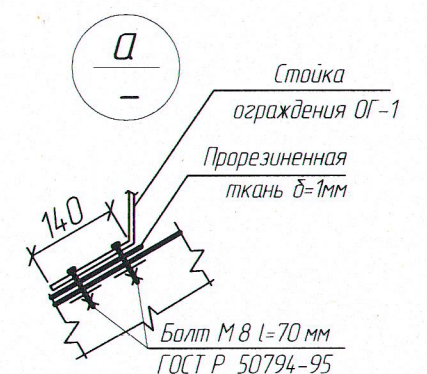 а
–
Стойка
ограждения ОГ-1
Прорезиненная
ткань δ=1мм
140
Болт М 8 l=70 мм
ГОСТ Р 50794-95